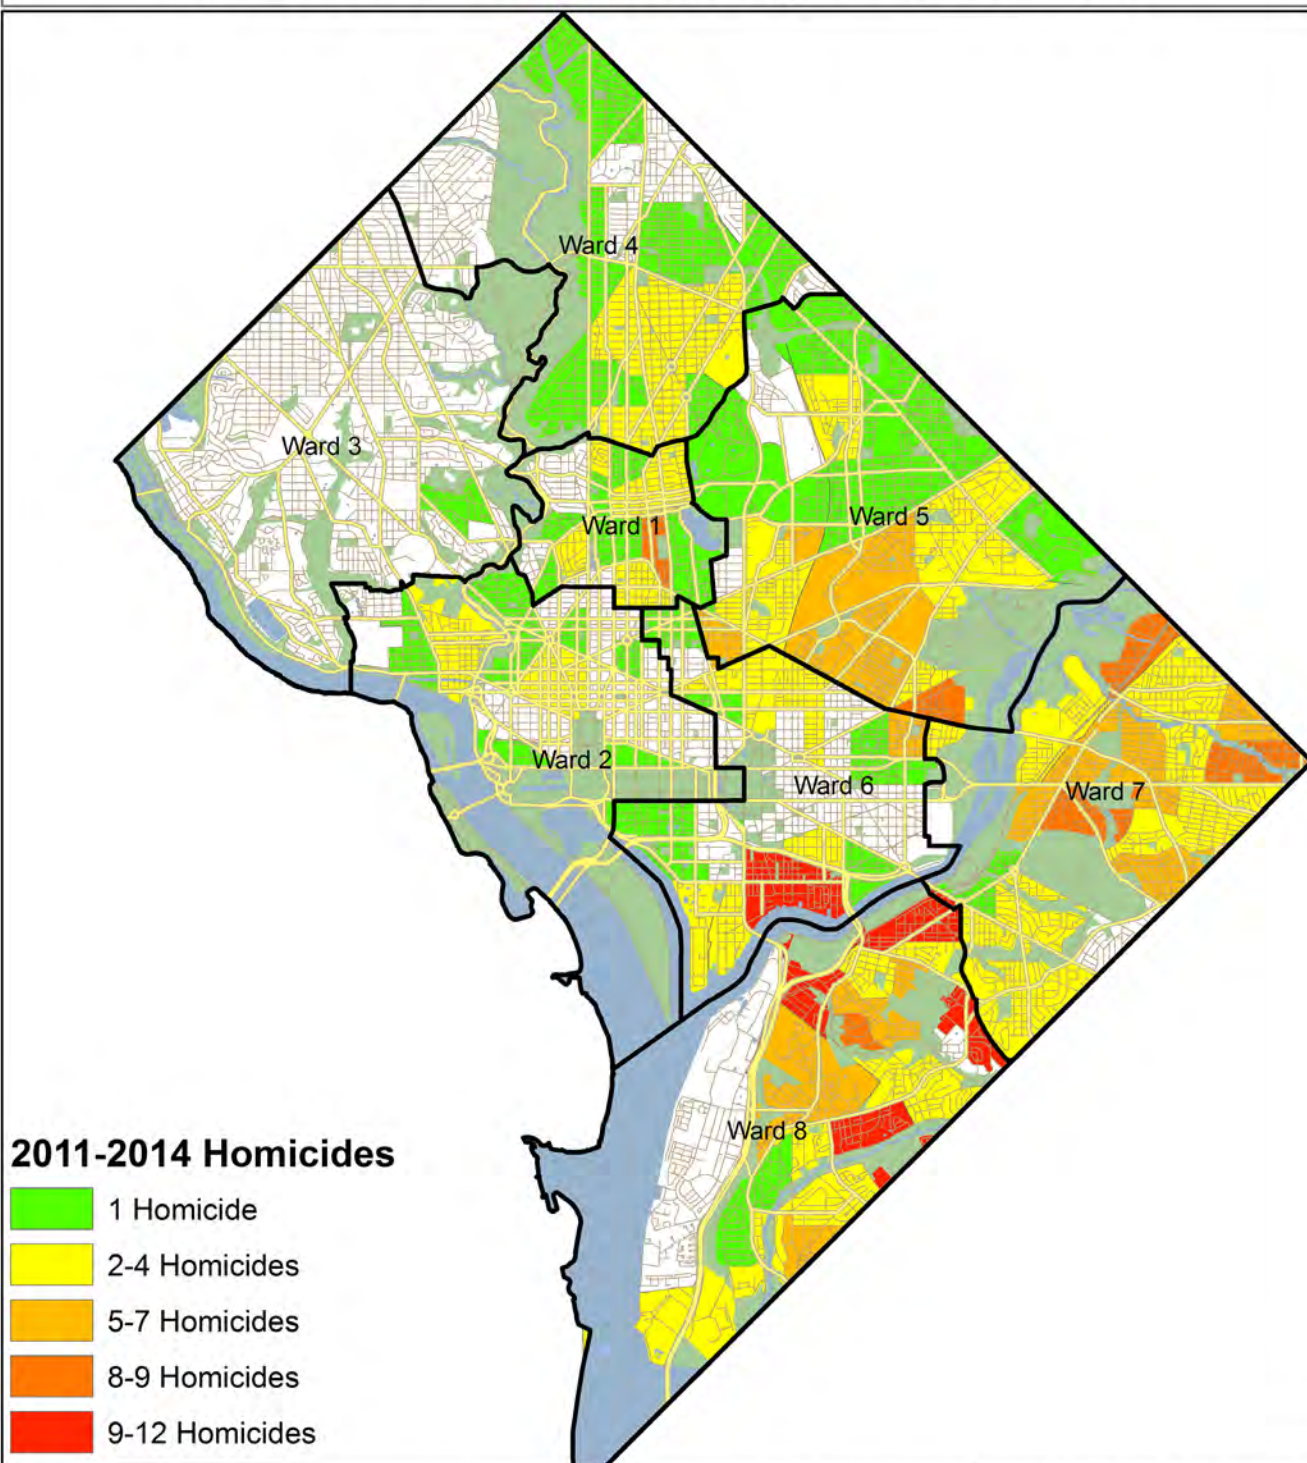 Ward 4
Ward 3
Ward 1
Ward 5
Ward 2
Ward 6
Ward 7
Ward 8
2011-2014 Homicides
1 Homicide
2-4 Homicides
5-7 Homicides
8-9 Homicides
9-12 Homicides